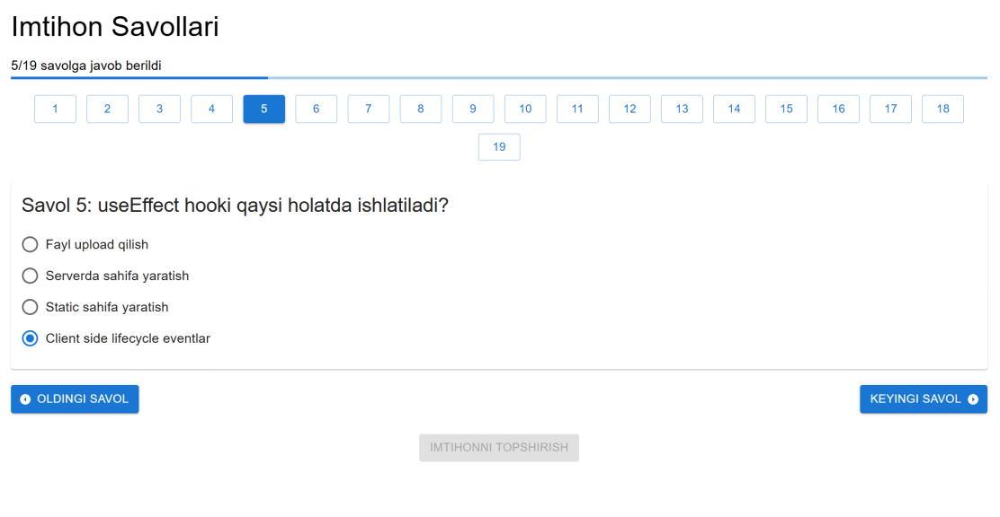 Imtihon Savollari
5/19 savolga javob berildi
1 2 3 4 5 6 7 8 9 10 11 12 13 14 15 16 17 18
19
Savol 5: useEffect hooki qaysi holatda ishlatiladi?
Fayl upload qilish
Serverda sahifa yaratish
Static sahifa yaratish
Client side lifecycle eventlar
OLDINGI SAVOL
KEYINGI SAVOL
IMTIHONNI TOPSHIRISH